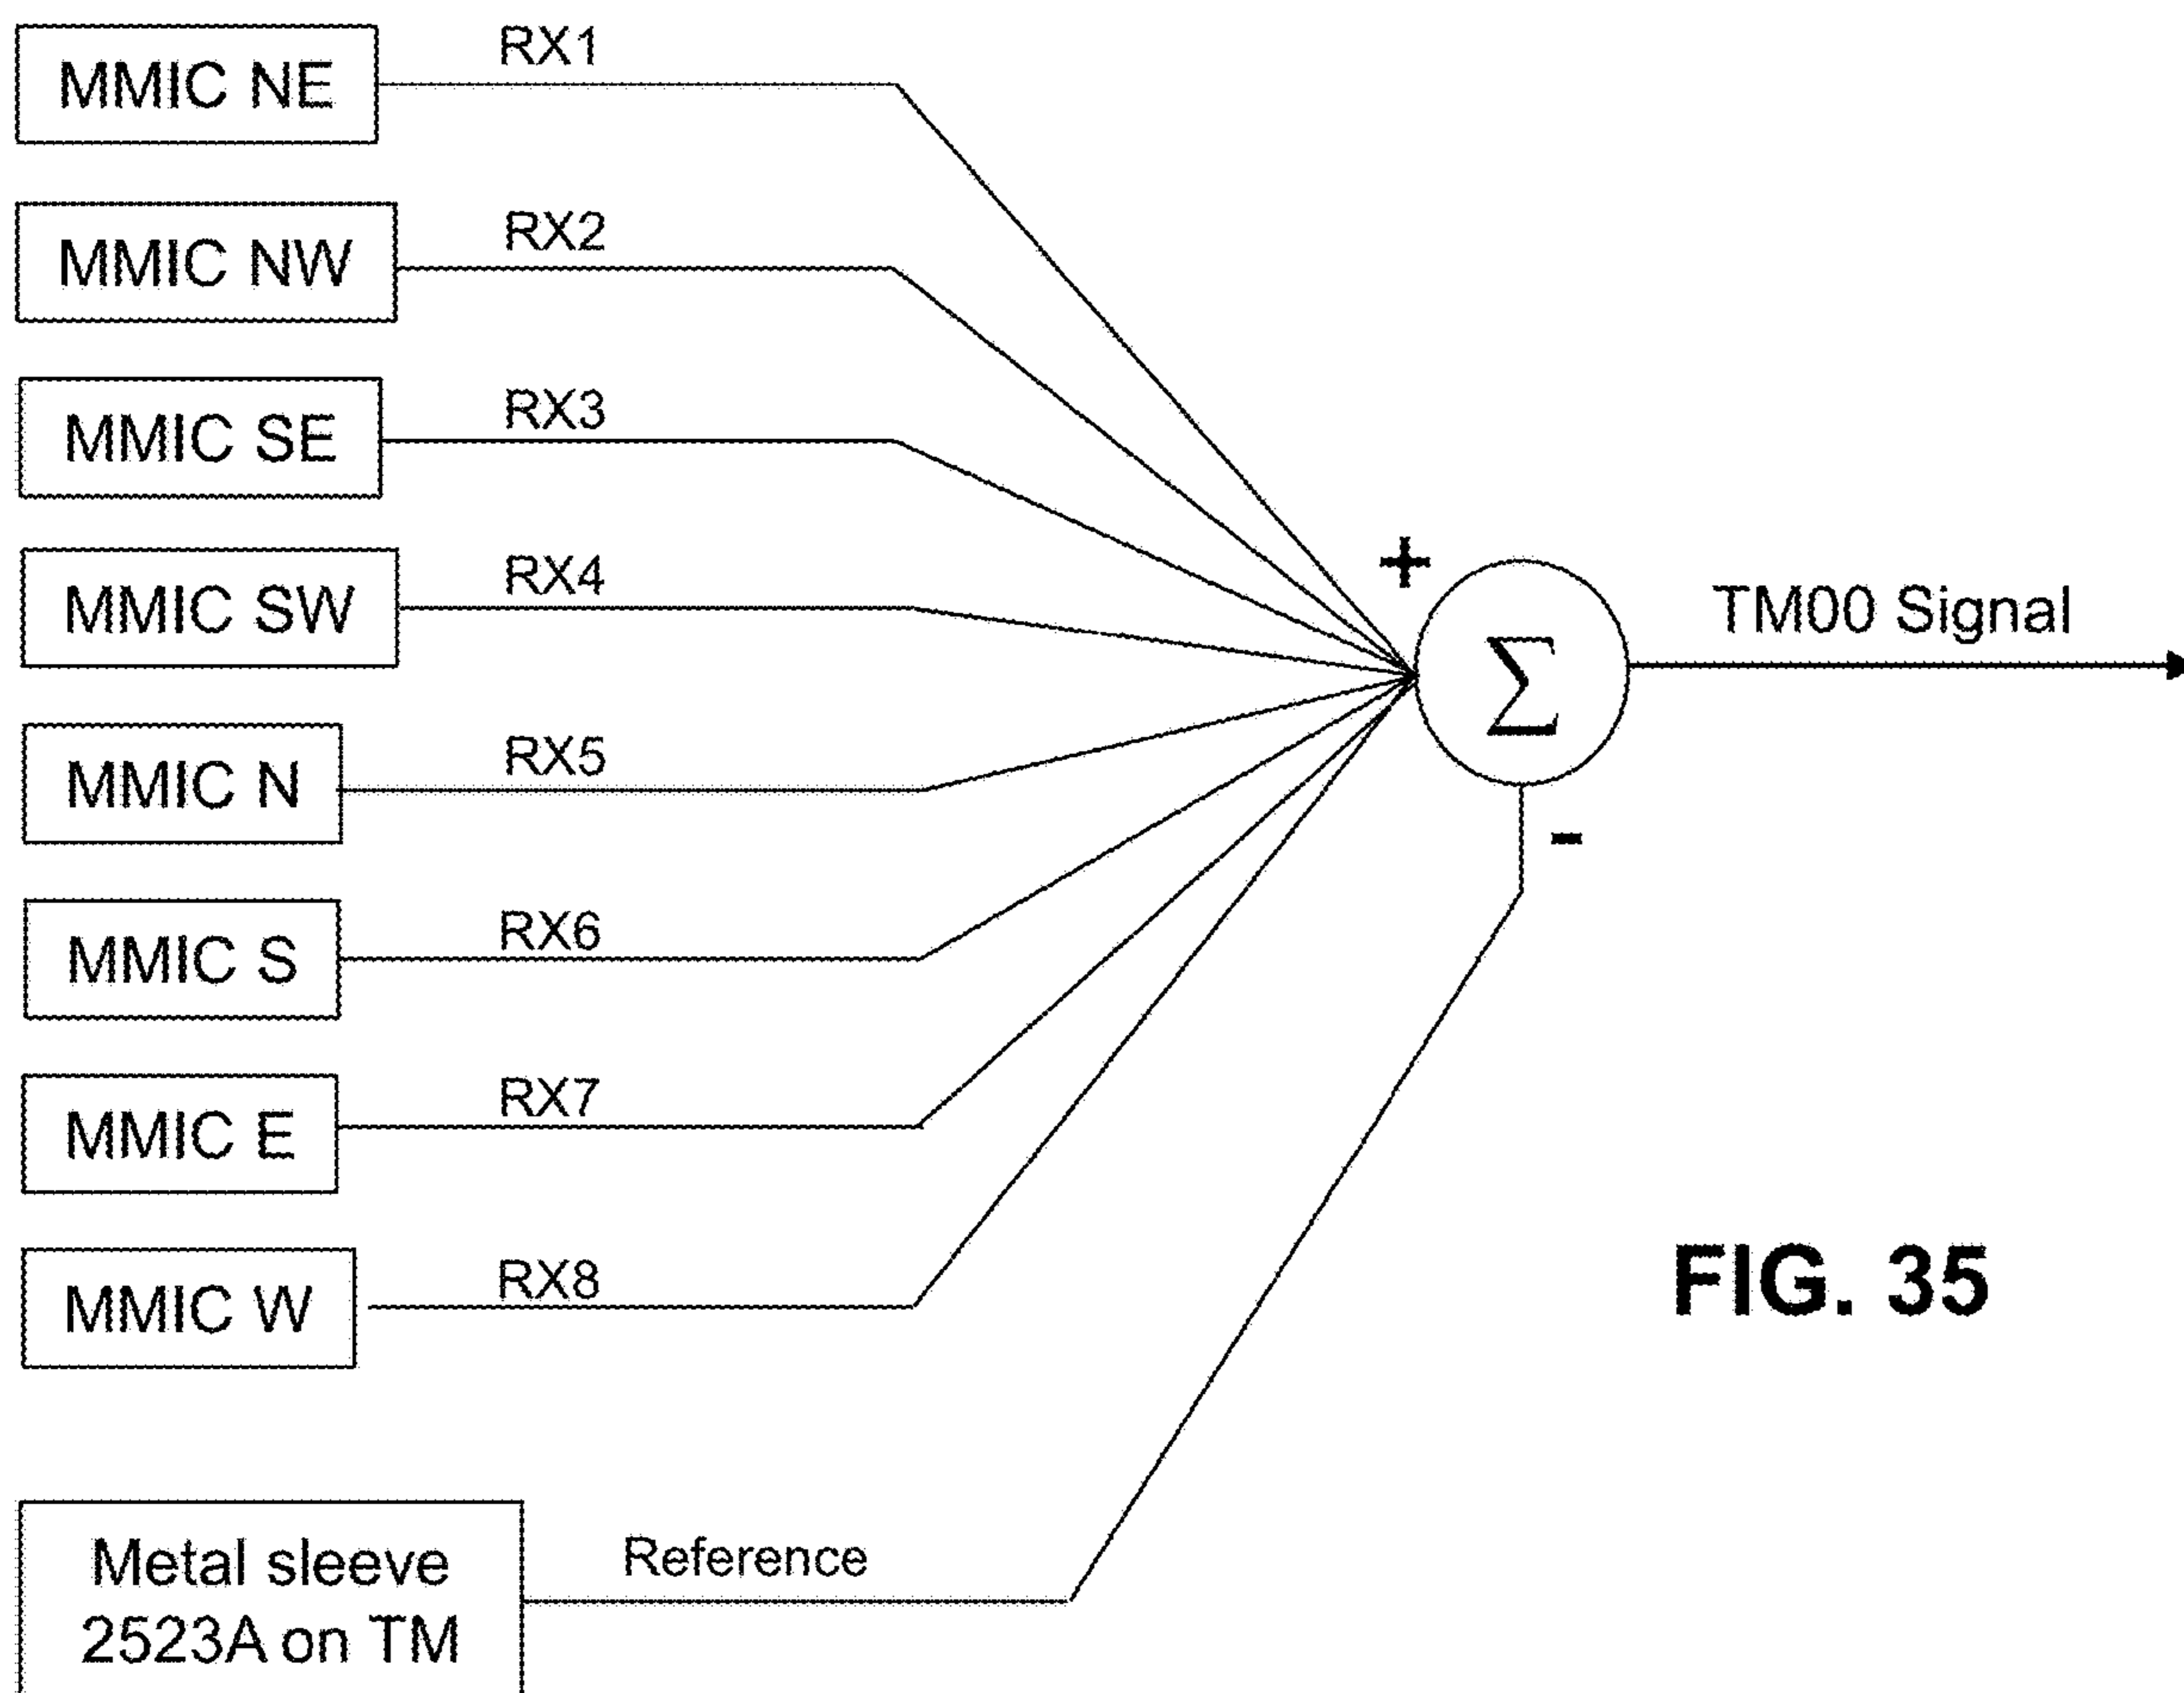 MMIC NE
RX1
MMIC NW
RX2
MMIC SE
RX3
MMIC SW
RX4
MMIC N
RX5
MMIC S
RX6
MMIC E
RX7
MMIC W
RX8
+
Σ
-
TM00 Signal
Metal sleeve
2523A on TM
Reference
FIG. 35